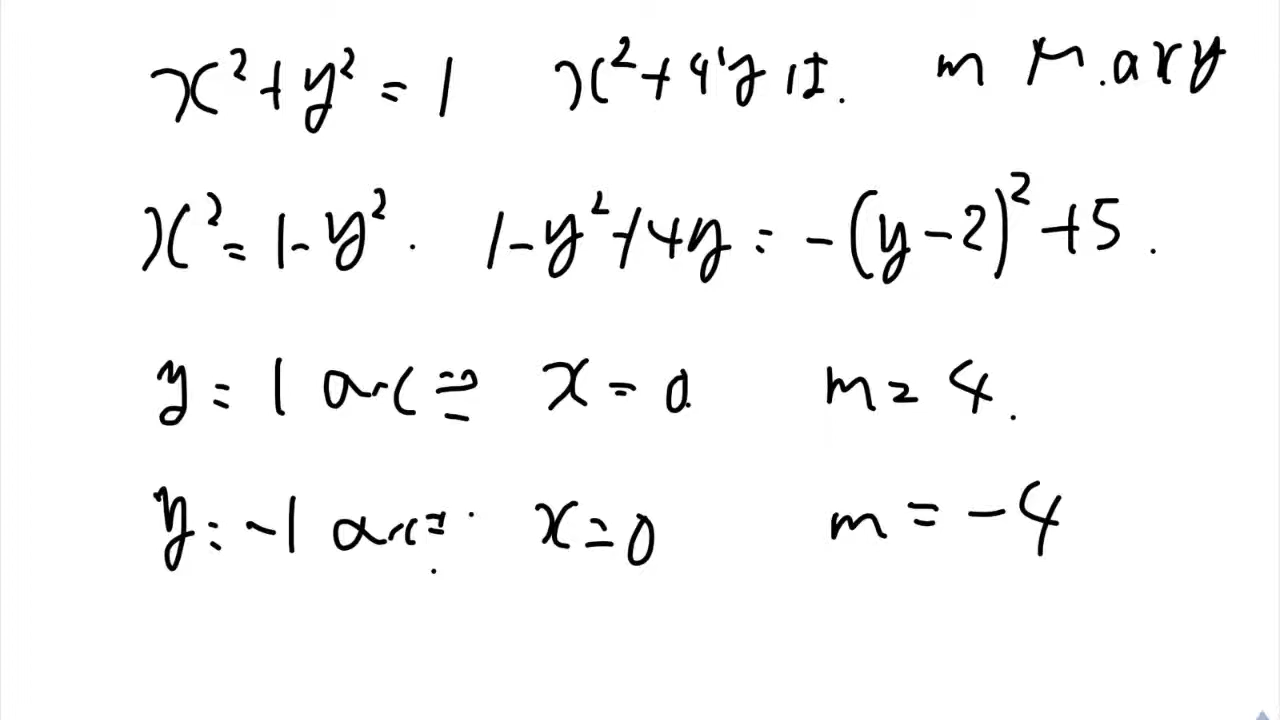 x² + y² = 1 x² + 4y m
x² = 1 - y². 1 - y² + 4y = -(y - 2)² + 5.
y = 1 x = 0 m = 4.
y = -1 x = 0 m = -4